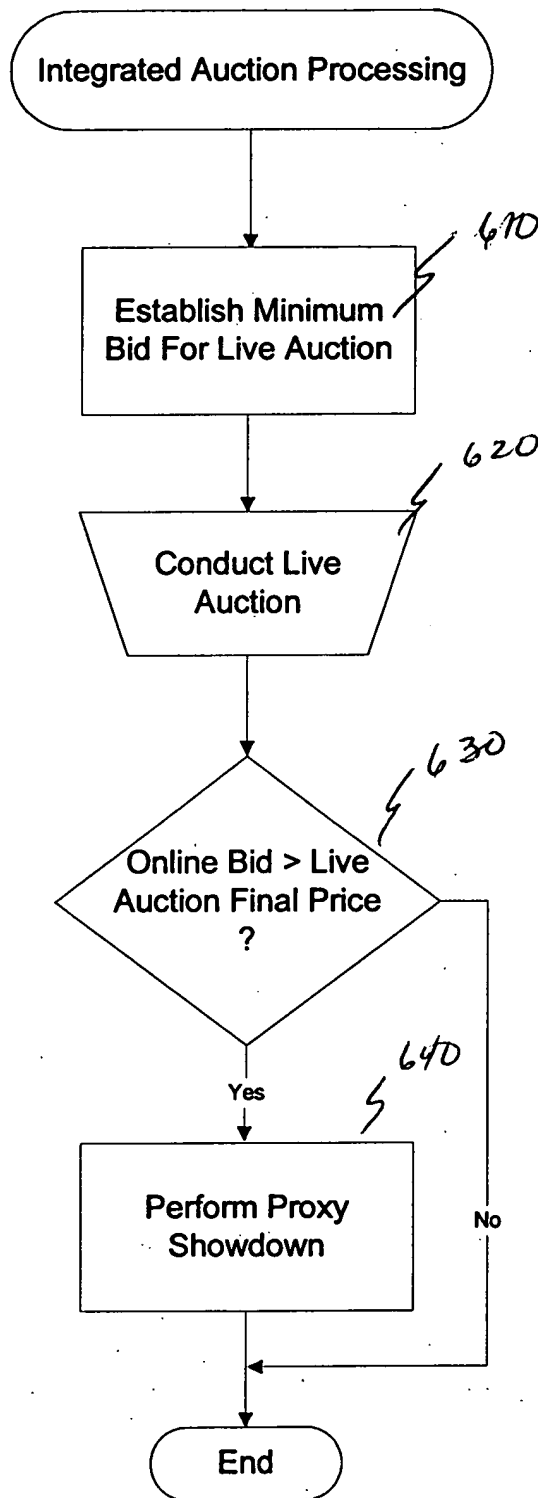 Integrated Auction Processing
610
Establish Minimum
Bid For Live Auction
620
Conduct Live
Auction
630
Online Bid > Live
Auction Final Price
?
640
Yes
Perform Proxy
Showdown
No
End